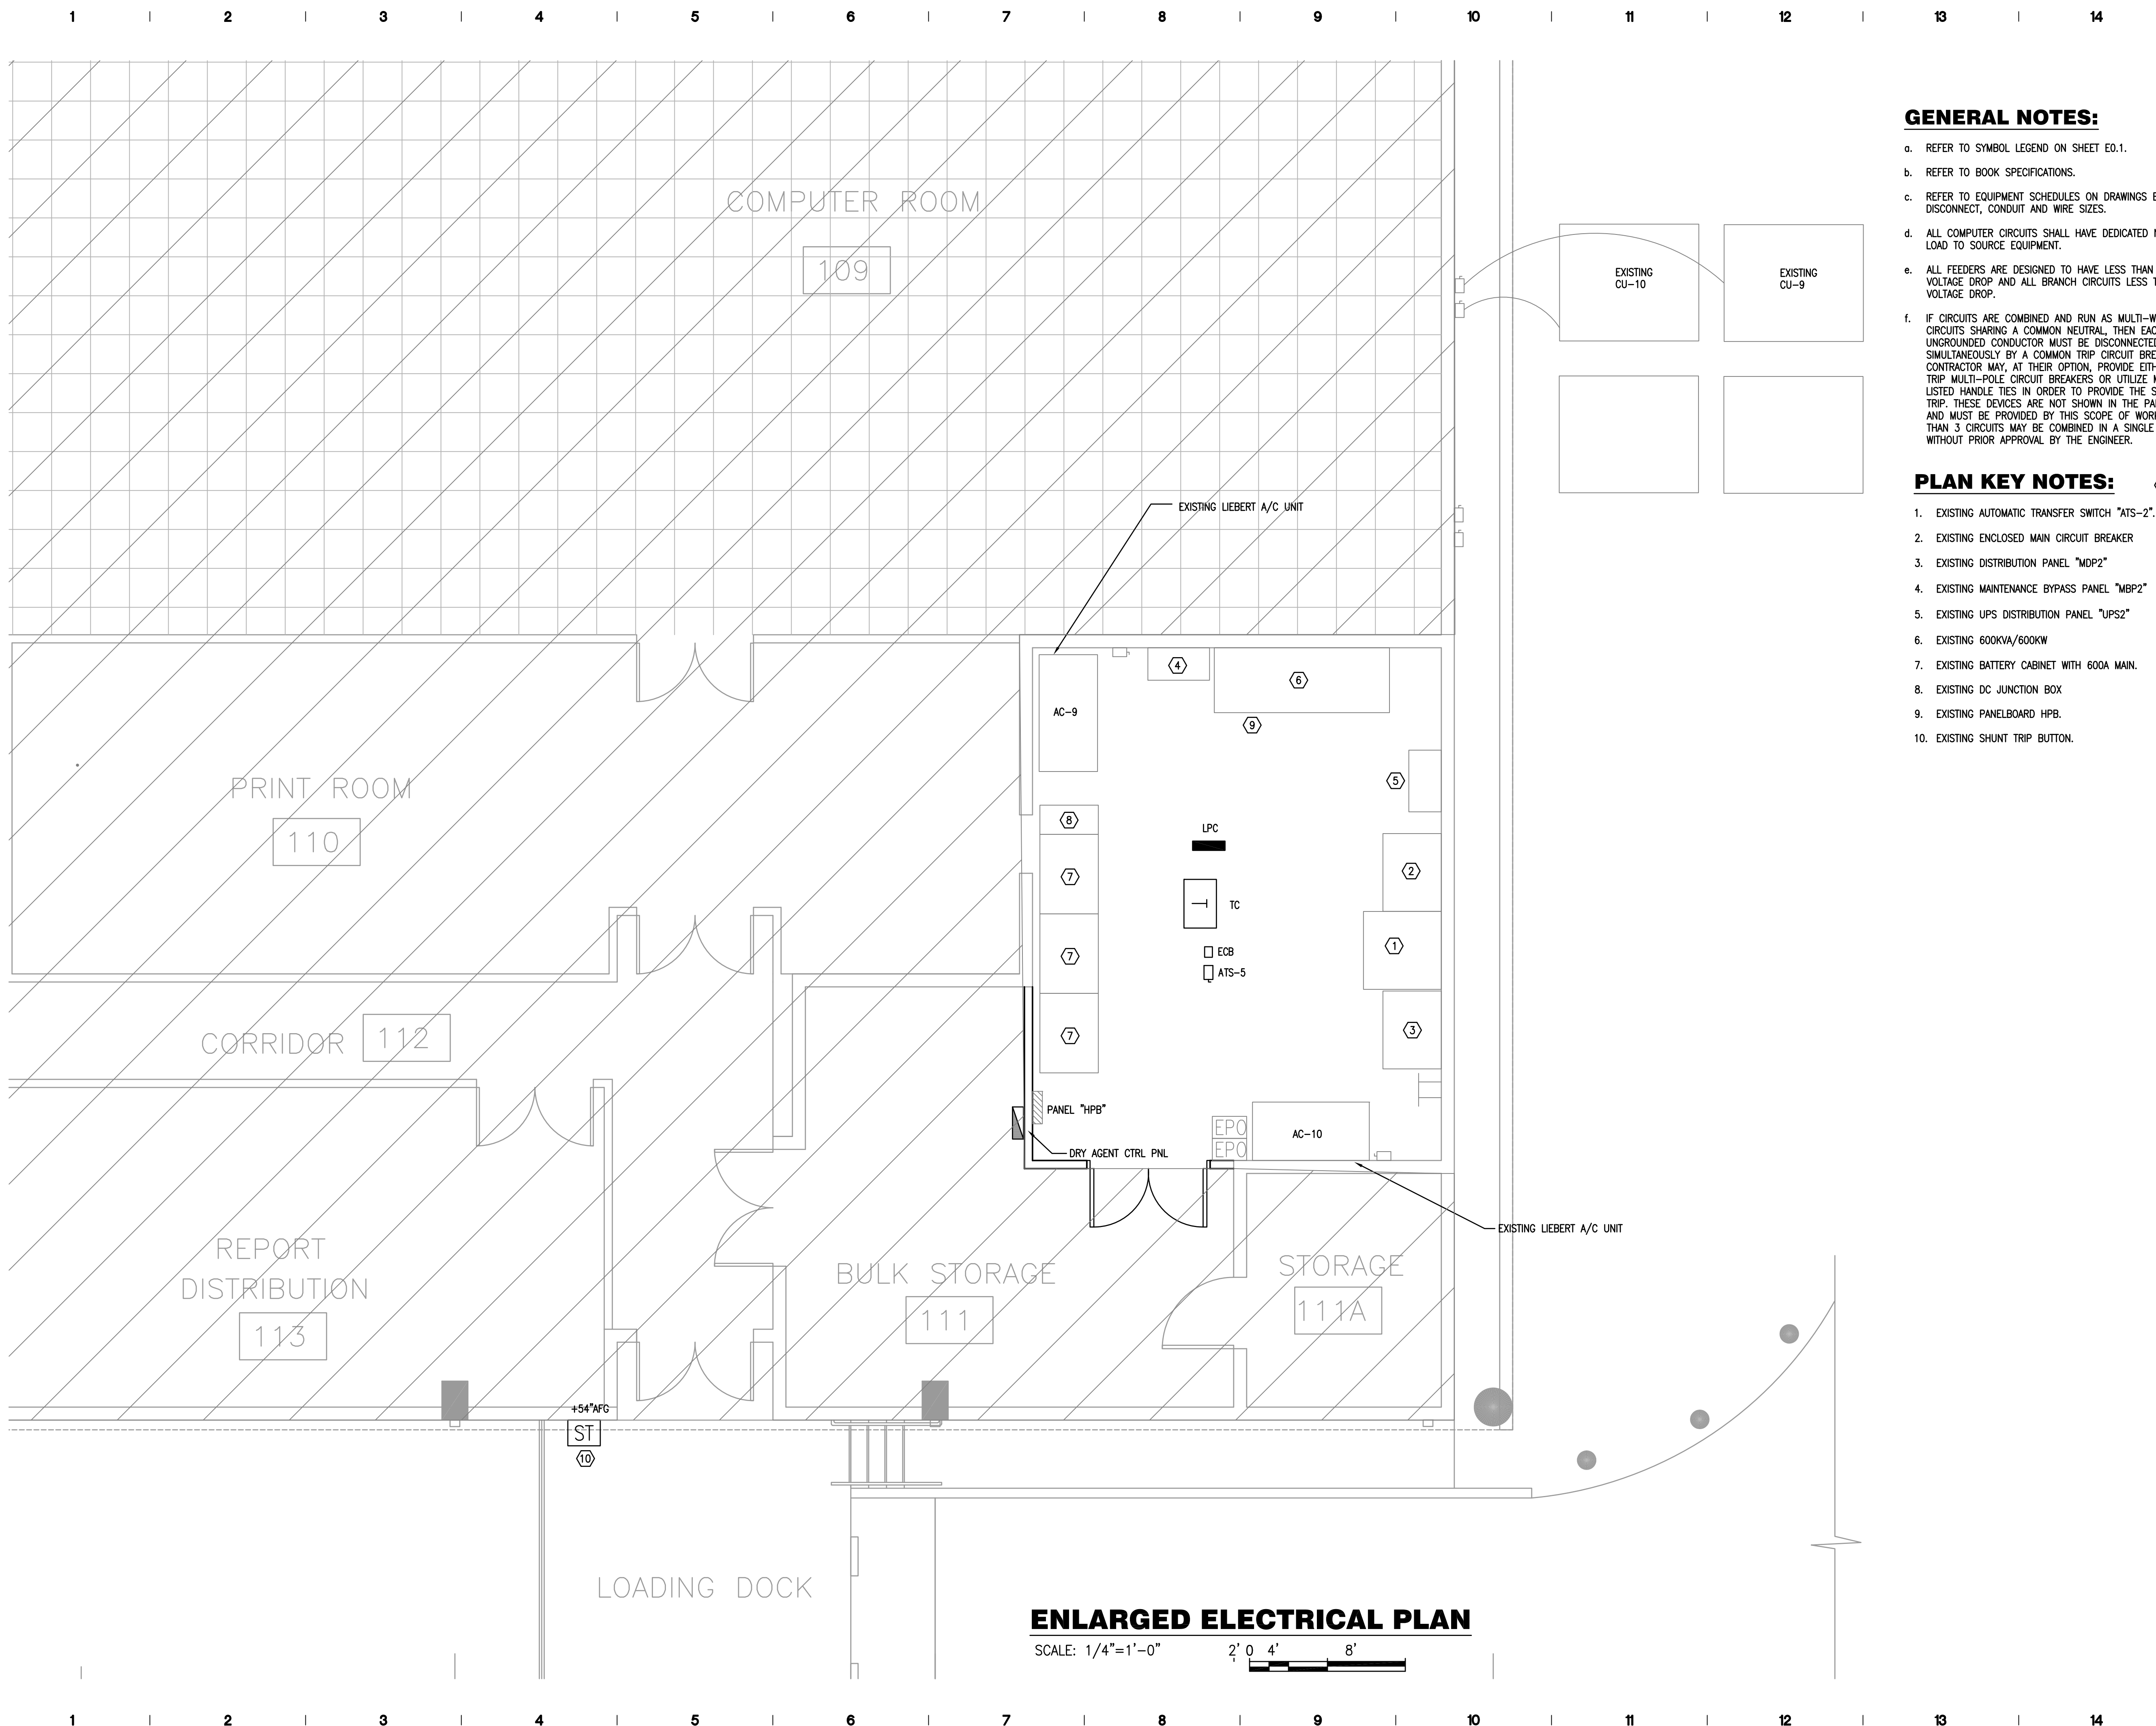 1 2 3 4 5 6 7 8 9 10 11 12 13 14
COMPUTER ROOM
109
EXISTING
CU-10
EXISTING
CU-9
EXISTING LIEBERT A/C UNIT
AC-9
4
6
9
5
PRINT ROOM
110
8
7
7
7
LPC
TC
ECB
ATS-5
2
1
3
CORRIDOR 112
PANEL "HPB"
DRY AGENT CTRL PNL
EPO
EPO
AC-10
EXISTING LIEBERT A/C UNIT
REPORT
DISTRIBUTION
113
BULK STORAGE
111
STORAGE
111A
+54"AFG
ST
10
LOADING DOCK
ENLARGED ELECTRICAL PLAN
SCALE: 1/4"=1'-0"
2' 0 4' 8'
GENERAL NOTES:
a. REFER TO SYMBOL LEGEND ON SHEET E0.1.
b. REFER TO BOOK SPECIFICATIONS.
c. REFER TO EQUIPMENT SCHEDULES ON DRAWINGS
DISCONNECT, CONDUIT AND WIRE SIZES.
d. ALL COMPUTER CIRCUITS SHALL HAVE DEDICATED
LOAD TO SOURCE EQUIPMENT.
e. ALL FEEDERS ARE DESIGNED TO HAVE LESS THAN
VOLTAGE DROP AND ALL BRANCH CIRCUITS LESS
VOLTAGE DROP.
f. IF CIRCUITS ARE COMBINED AND RUN AS MULTI-W
CIRCUITS SHARING A COMMON NEUTRAL, THEN EAC
UNGROUNDED CONDUCTOR MUST BE DISCONNECTED
SIMULTANEOUSLY BY A COMMON TRIP CIRCUIT BRE
CONTRACTOR MAY, AT THEIR OPTION, PROVIDE EITH
TRIP MULTI-POLE CIRCUIT BREAKERS OR UTILIZE
LISTED HANDLE TIES IN ORDER TO PROVIDE THE S
TRIP. THESE DEVICES ARE NOT SHOWN IN THE PA
AND MUST BE PROVIDED BY THIS SCOPE OF WOR
THAN 3 CIRCUITS MAY BE COMBINED IN A SINGLE
WITHOUT PRIOR APPROVAL BY THE ENGINEER.
PLAN KEY NOTES:
1. EXISTING AUTOMATIC TRANSFER SWITCH "ATS-2".
2. EXISTING ENCLOSED MAIN CIRCUIT BREAKER
3. EXISTING DISTRIBUTION PANEL "MDP2"
4. EXISTING MAINTENANCE BYPASS PANEL "MBP2"
5. EXISTING UPS DISTRIBUTION PANEL "UPS2"
6. EXISTING 600KVA/600KW
7. EXISTING BATTERY CABINET WITH 600A MAIN.
8. EXISTING DC JUNCTION BOX
9. EXISTING PANELBOARD HPB.
10. EXISTING SHUNT TRIP BUTTON.
1 2 3 4 5 6 7 8 9 10 11 12 13 14